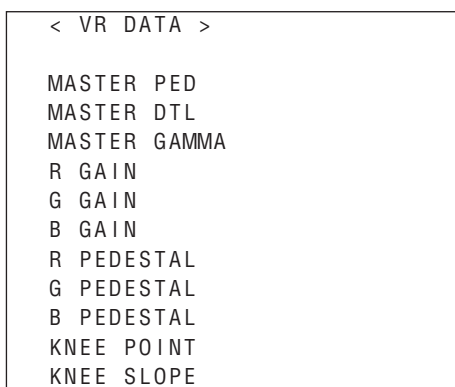 < VR DATA >
MASTER PED
MASTER DTL
MASTER GAMMA
R GAIN
G GAIN
B GAIN
R PEDESTAL
G PEDESTAL
B PEDESTAL
KNEE POINT
KNEE SLOPE